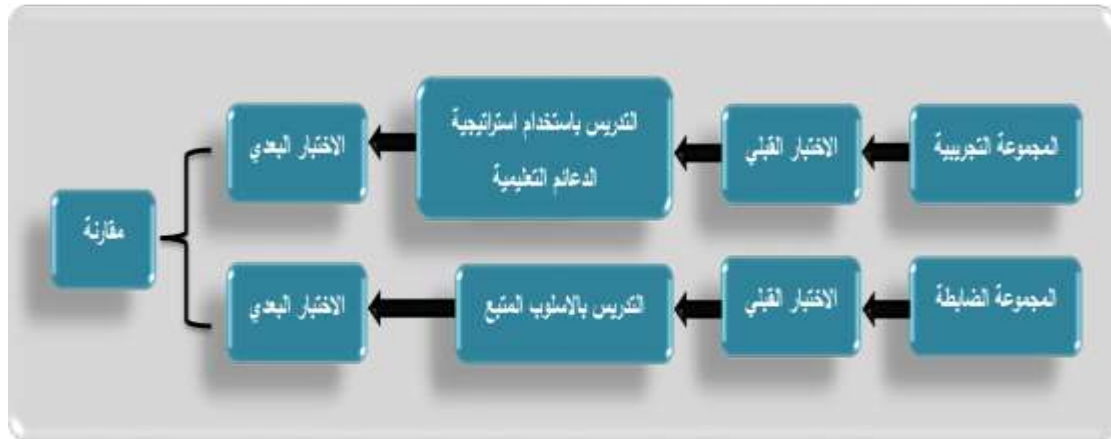 المجموعة التجريبية
الاختبار القبلي
التدريس باستخدام استراتيجية
الدعائم التعليمية
الاختبار البعدي
المجموعة الضابطة
الاختبار القبلي
التدريس بالاسلوب المتبع
الاختبار البعدي
مقارنة